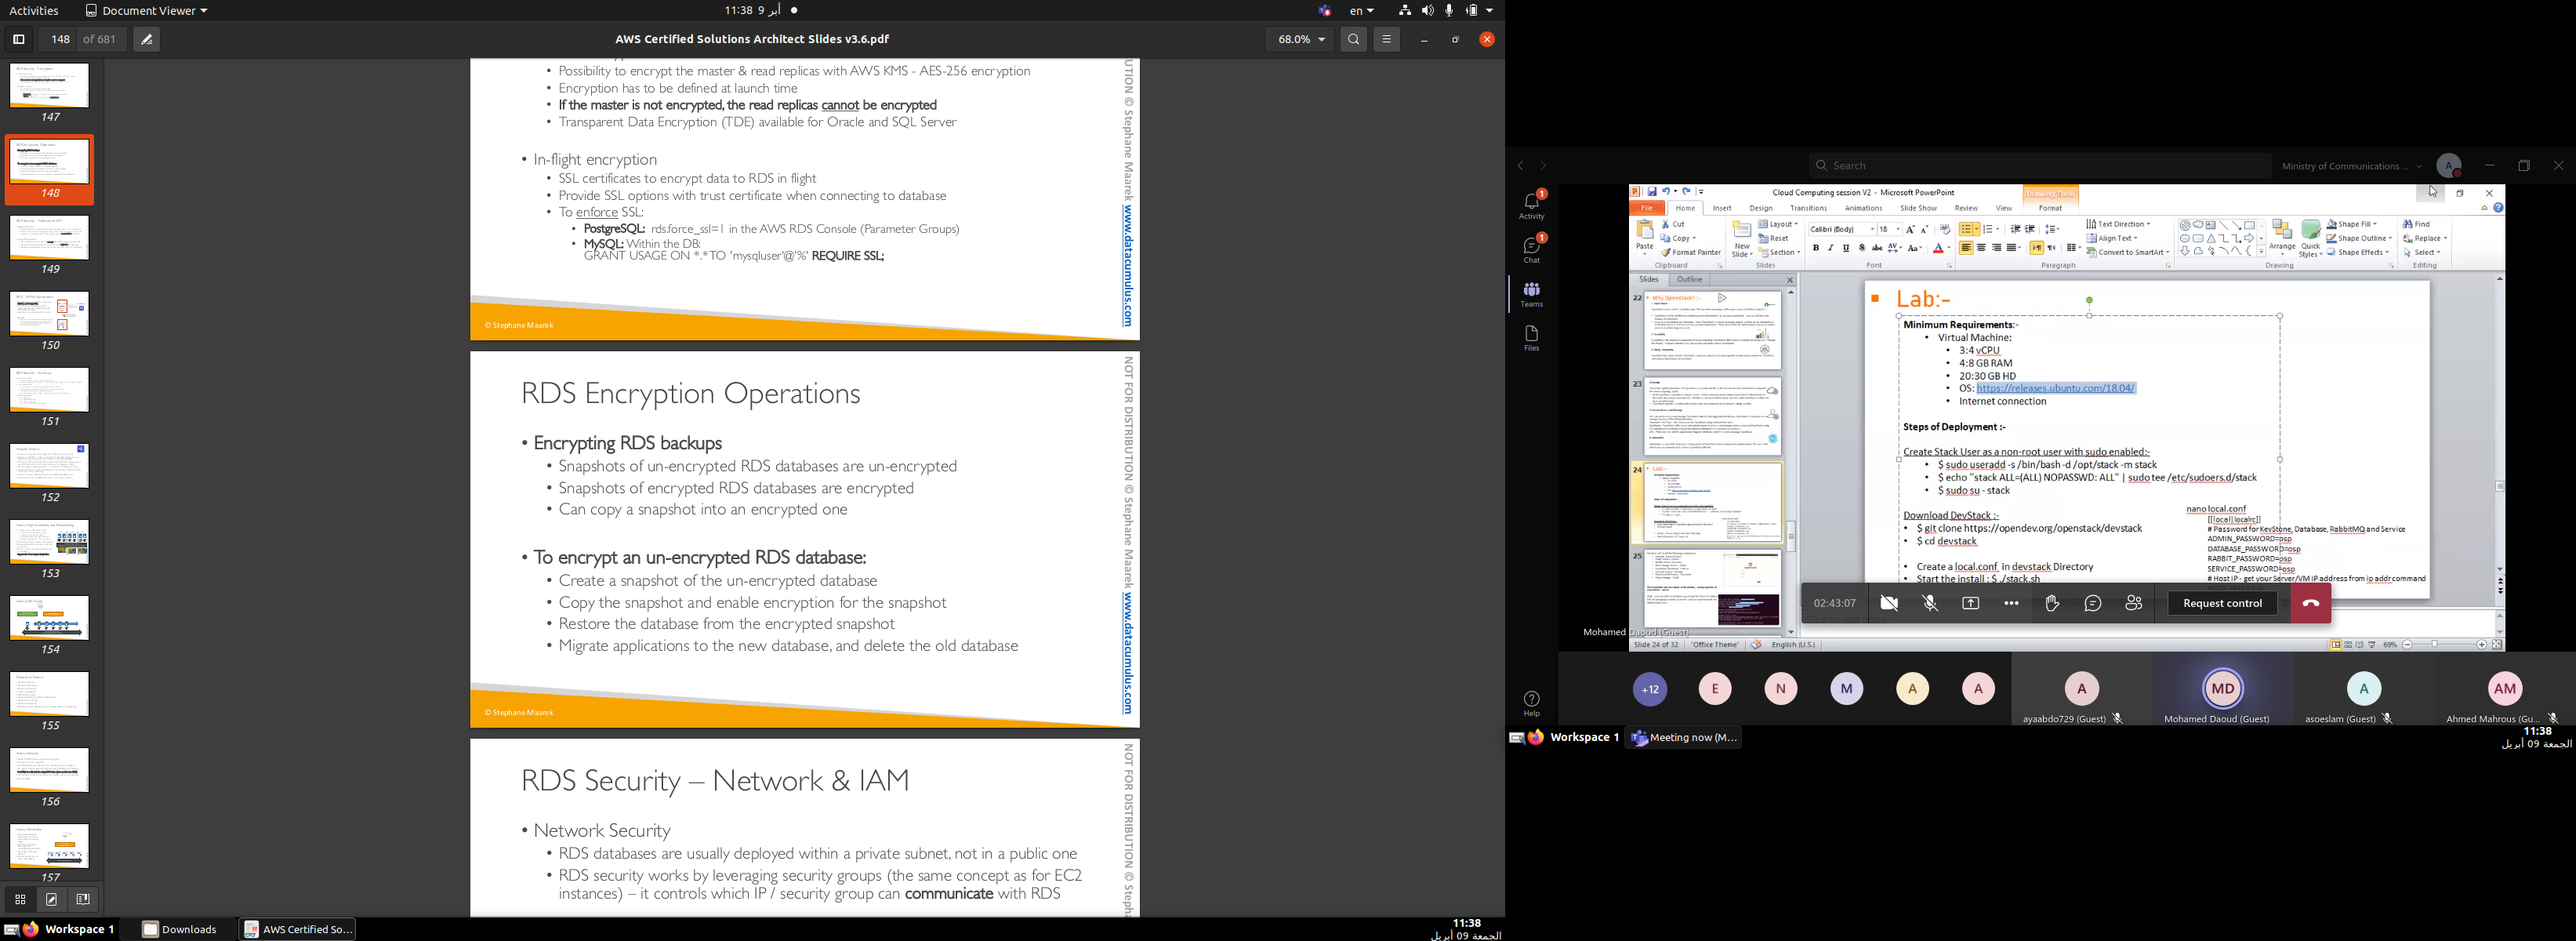 Activities
Document Viewer
11:38 9 أبر
en
148 of 681
AWS Certified Solutions Architect Slides v3.6.pdf
68.0%
147
148
149
150
151
152
153
154
155
156
157
• Possibility to encrypt the master & read replicas with AWS KMS - AES-256 encryption
• Encryption has to be defined at launch time
• If the master is not encrypted, the read replicas cannot be encrypted
• Transparent Data Encryption (TDE) available for Oracle and SQL Server
• In-flight encryption
• SSL certificates to encrypt data to RDS in flight
• Provide SSL options with trust certificate when connecting to database
• To enforce SSL:
• PostgreSQL: rds.force_ssl=1 in the AWS RDS Console (Parameter Groups)
• MySQL: Within the DB:
GRANT USAGE ON *.* TO 'mysqluser'@'%' REQUIRE SSL;
© Stephane Maarek
UTION © Stephane Maarek www.datacumulus.com
RDS Encryption Operations
• Encrypting RDS backups
• Snapshots of un-encrypted RDS databases are un-encrypted
• Snapshots of encrypted RDS databases are encrypted
• Can copy a snapshot into an encrypted one
• To encrypt an un-encrypted RDS database:
• Create a snapshot of the un-encrypted database
• Copy the snapshot and enable encryption for the snapshot
• Restore the database from the encrypted snapshot
• Migrate applications to the new database, and delete the old database
© Stephane Maarek
NOT FOR DISTRIBUTION © Stephane Maarek www.datacumulus.com
RDS Security – Network & IAM
• Network Security
• RDS databases are usually deployed within a private subnet, not in a public one
• RDS security works by leveraging security groups (the same concept as for EC2
instances) – it controls which IP / security group can communicate with RDS
NOT FOR DISTRIBUTION © Stepha
Workspace 1
Downloads
AWS Certified So...
11:38
الجمعة 09 أبريل
Search
Ministry of Communications ...
A
Activity
Chat
Teams
Files
Help
Cloud Computing session V2 - Microsoft PowerPoint
Drawing Tools
File Home Insert Design Transitions Animations Slide Show Review View Format
Paste
Cut
Copy
Format Painter
Clipboard
New
Slide
Layout
Reset
Section
Slides
Calibri (Body) 18
Font
Text Direction
Align Text
Convert to SmartArt
Paragraph
Arrange
Quick
Styles
Shape Fill
Shape Outline
Shape Effects
Drawing
Find
Replace
Select
Editing
Slides Outline
22
Why Openstack?:-
23
24
Lab:-
25
Lab:-
Minimum Requirements:-
• Virtual Machine:
• 3:4 vCPU
• 4:8 GB RAM
• 20:30 GB HD
• OS: https://releases.ubuntu.com/18.04/
• Internet connection
Steps of Deployment :-
Create Stack User as a non-root user with sudo enabled:-
• $ sudo useradd -s /bin/bash -d /opt/stack -m stack
• $ echo "stack ALL=(ALL) NOPASSWD: ALL" | sudo tee /etc/sudoers.d/stack
• $ sudo su - stack
Download DevStack :-
• $ git clone https://opendev.org/openstack/devstack
• $ cd devstack
• Create a local.conf in devstack Directory
• Start the install : $ ./stack.sh
nano local.conf
[[local|localrc]]
# Password for KeyStone, Database, RabbitMQ and Service
ADMIN_PASSWORD=osp
DATABASE_PASSWORD=osp
RABBIT_PASSWORD=osp
SERVICE_PASSWORD=osp
# Host IP - get your Server/VM IP address from ip addr command
02:43:07
Request control
Mohamed Daoud (Guest)
Slide 24 of 32
"Office Theme"
English (U.S.)
69%
+12
E
N
M
A
A
A
ayaabdo729 (Guest)
MD
Mohamed Daoud (Guest)
A
asoeslam (Guest)
AM
Ahmed Mahrous (Gu...
Workspace 1
Meeting now (M...
11:38
الجمعة 09 أبريل